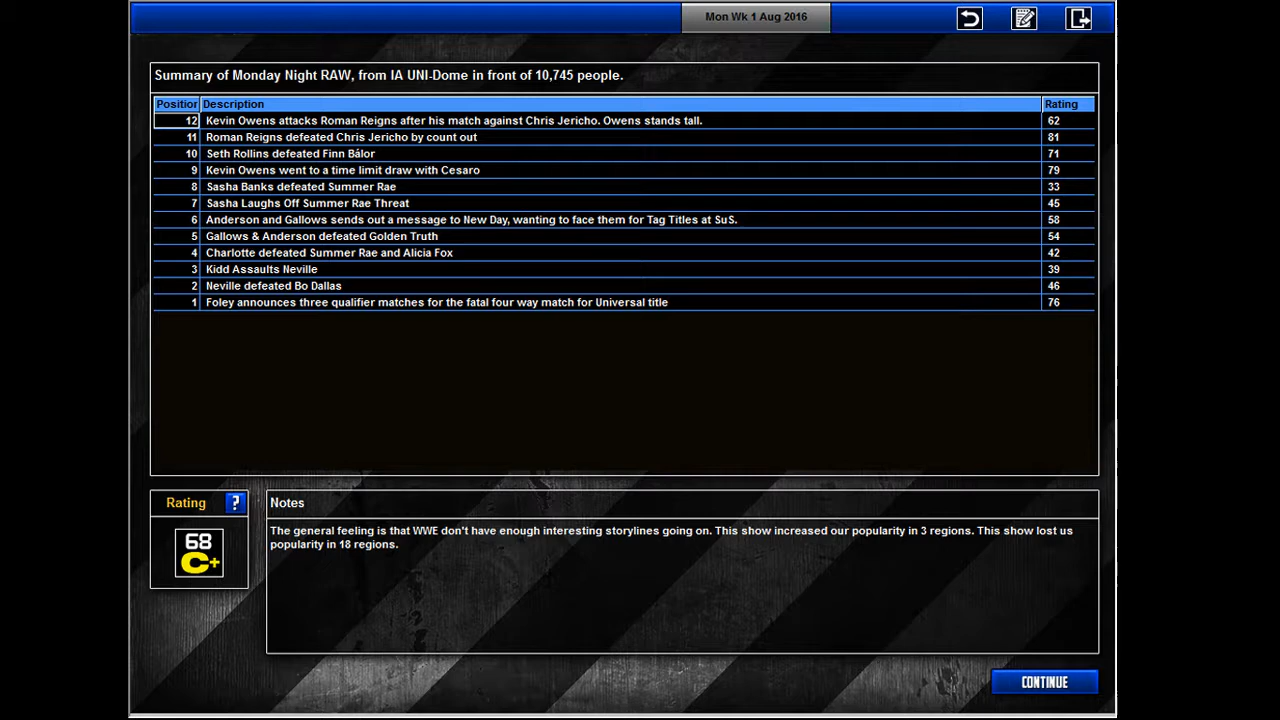 Mon Wk 1 Aug 2016
Summary of Monday Night RAW, from IA UNI-Dome in front of 10,745 people.
Position Description Rating
12 Kevin Owens attacks Roman Reigns after his match against Chris Jericho. Owens stands tall. 62
11 Roman Reigns defeated Chris Jericho by count out 81
10 Seth Rollins defeated Finn Bálor 71
9 Kevin Owens went to a time limit draw with Cesaro 79
8 Sasha Banks defeated Summer Rae 33
7 Sasha Laughs Off Summer Rae Threat 45
6 Anderson and Gallows sends out a message to New Day, wanting to face them for Tag Titles at SuS. 58
5 Gallows & Anderson defeated Golden Truth 54
4 Charlotte defeated Summer Rae and Alicia Fox 42
3 Kidd Assaults Neville 39
2 Neville defeated Bo Dallas 46
1 Foley announces three qualifier matches for the fatal four way match for Universal title 76
Rating ? Notes
68
C+
The general feeling is that WWE don't have enough interesting storylines going on. This show increased our popularity in 3 regions. This show lost us
popularity in 18 regions.
CONTINUE